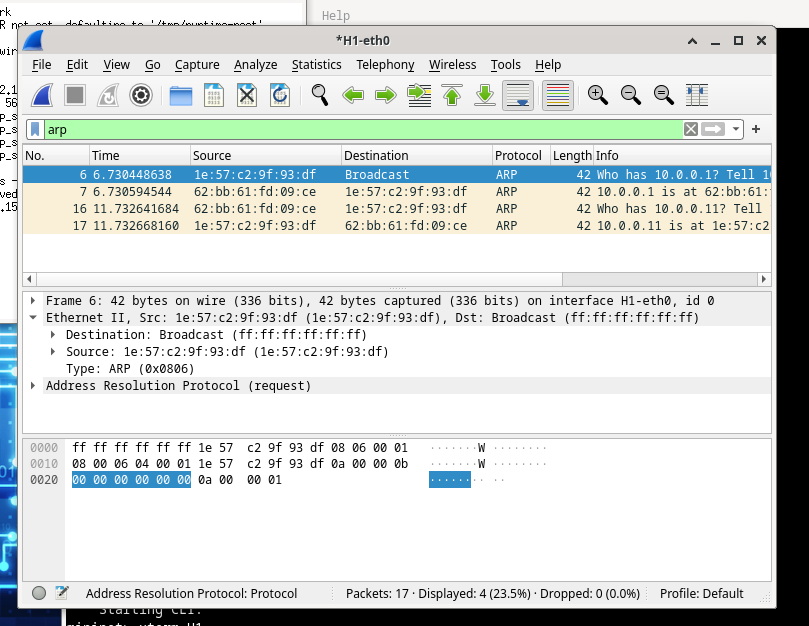 rk
Help
R not set, defaulting to '/tmp/runtime-root'
*H1-eth0
File Edit View Go Capture Analyze Statistics Telephony Wireless Tools Help
arp
No. Time Source Destination Protocol Length Info
6 6.730448638 1e:57:c2:9f:93:df Broadcast ARP 42 Who has 10.0.0.1? Tell 10
7 6.730594544 62:bb:61:fd:09:ce 1e:57:c2:9f:93:df ARP 42 10.0.0.1 is at 62:bb:61:
16 11.732641684 62:bb:61:fd:09:ce 1e:57:c2:9f:93:df ARP 42 Who has 10.0.0.11? Tell
17 11.732668160 1e:57:c2:9f:93:df 62:bb:61:fd:09:ce ARP 42 10.0.0.11 is at 1e:57:c2
Frame 6: 42 bytes on wire (336 bits), 42 bytes captured (336 bits) on interface H1-eth0, id 0
Ethernet II, Src: 1e:57:c2:9f:93:df (1e:57:c2:9f:93:df), Dst: Broadcast (ff:ff:ff:ff:ff:ff)
Destination: Broadcast (ff:ff:ff:ff:ff:ff)
Source: 1e:57:c2:9f:93:df (1e:57:c2:9f:93:df)
Type: ARP (0x0806)
Address Resolution Protocol (request)
0000 ff ff ff ff ff ff 1e 57 c2 9f 93 df 08 06 00 01 ·······W ········
0010 08 00 06 04 00 01 1e 57 c2 9f 93 df 0a 00 00 0b ·······W ········
0020 00 00 00 00 00 00 0a 00 00 01 ········ ··
Address Resolution Protocol: Protocol Packets: 17 · Displayed: 4 (23.5%) · Dropped: 0 (0.0%) Profile: Default
Starting CLI:
mininet> xterm H1